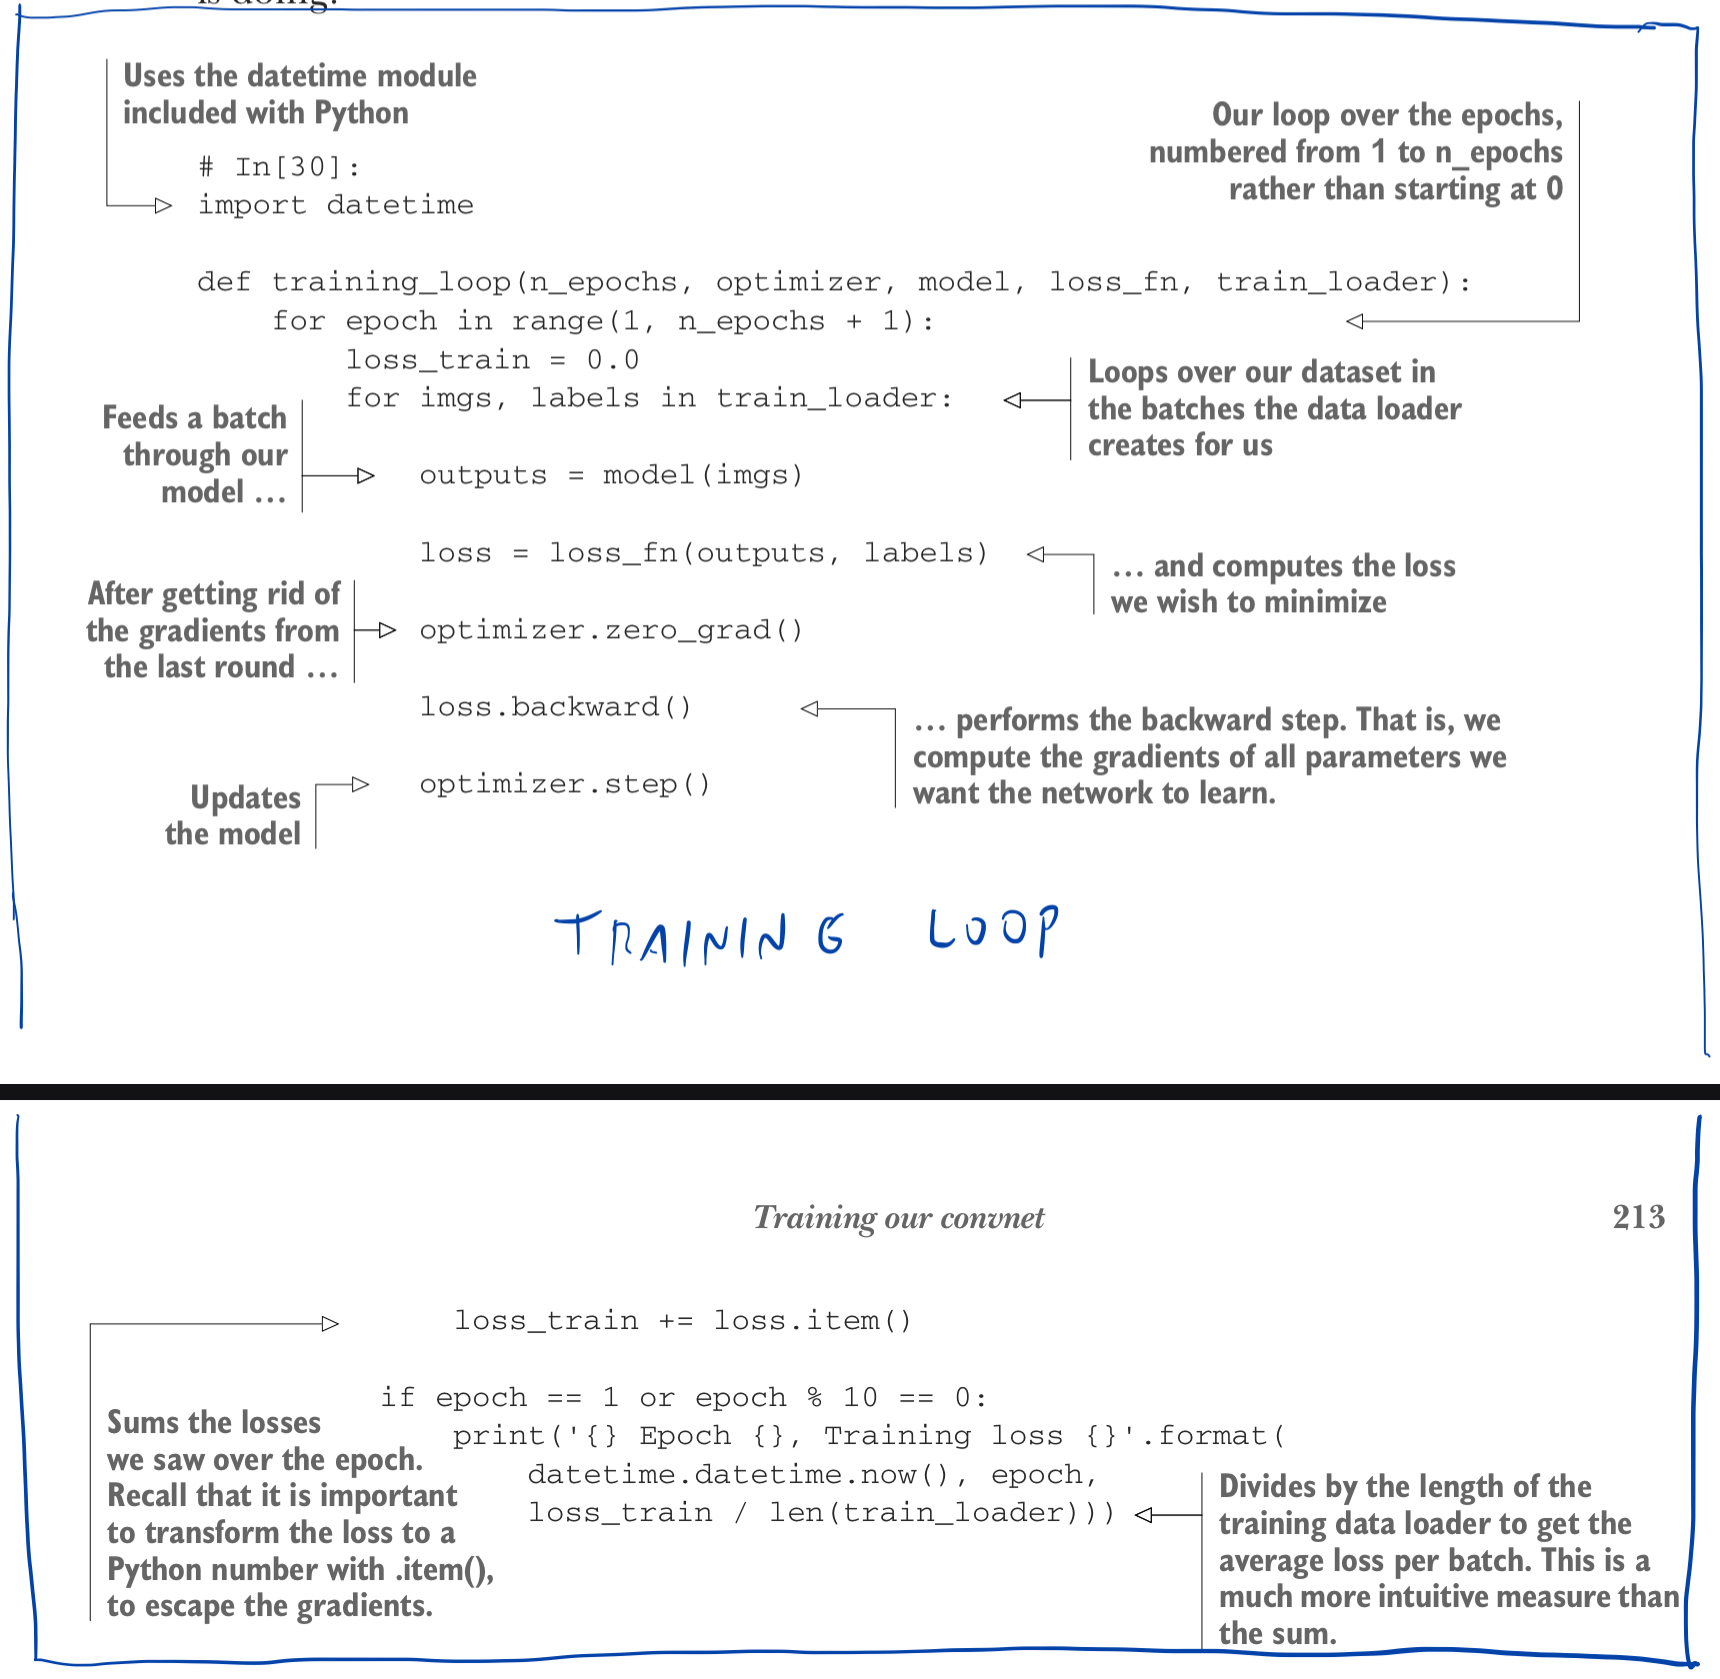 is doing.
Uses the datetime module
included with Python
Our loop over the epochs,
numbered from 1 to n_epochs
rather than starting at 0
# In[30]:
import datetime
def training_loop(n_epochs, optimizer, model, loss_fn, train_loader):
for epoch in range(1, n_epochs + 1):
loss_train = 0.0
for imgs, labels in train_loader:
Loops over our dataset in
the batches the data loader
creates for us
Feeds a batch
through our
model …
outputs = model(imgs)
loss = loss_fn(outputs, labels)
… and computes the loss
we wish to minimize
After getting rid of
the gradients from
the last round …
optimizer.zero_grad()
loss.backward()
… performs the backward step. That is, we
compute the gradients of all parameters we
want the network to learn.
Updates
the model
optimizer.step()
TRAINING LOOP
Training our convnet 213
loss_train += loss.item()
if epoch == 1 or epoch % 10 == 0:
print('{} Epoch {}, Training loss {}'.format(
datetime.datetime.now(), epoch,
loss_train / len(train_loader)))
Sums the losses
we saw over the epoch.
Recall that it is important
to transform the loss to a
Python number with .item(),
to escape the gradients.
Divides by the length of the
training data loader to get the
average loss per batch. This is a
much more intuitive measure than
the sum.